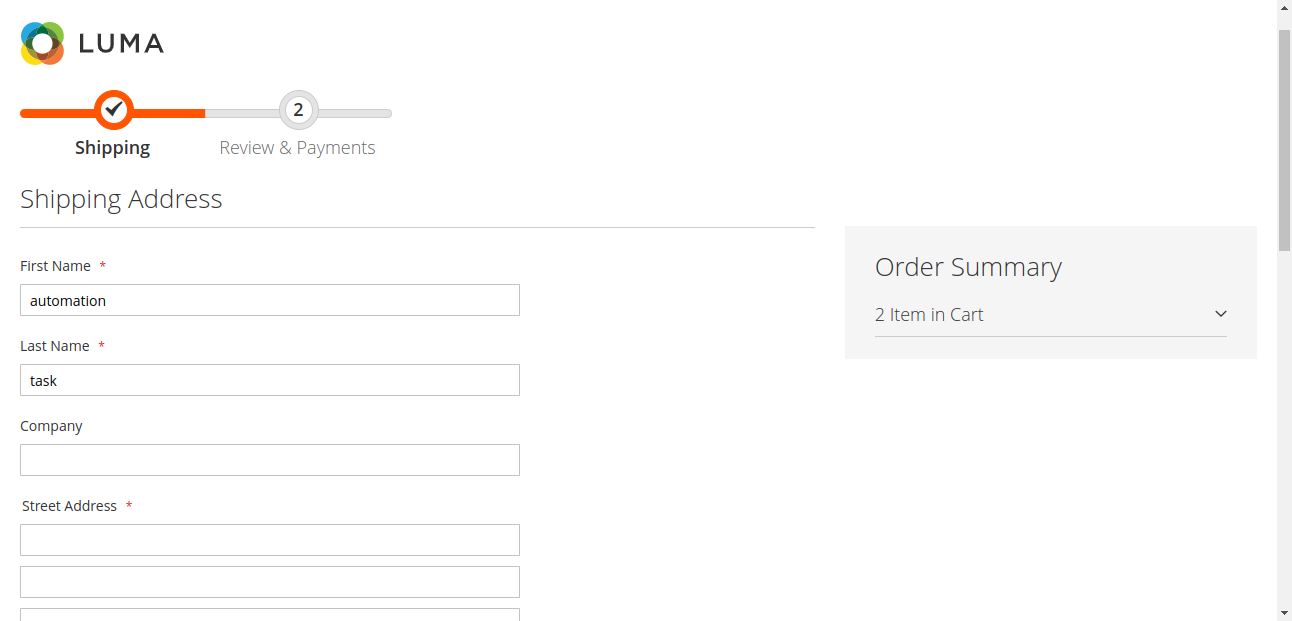 LUMA
2
Shipping
Review & Payments
Shipping Address
First Name *
automation
Last Name *
task
Company
Street Address *
Order Summary
2 Item in Cart